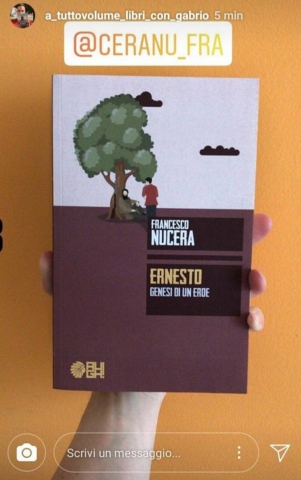 a_tuttovolume_libri_con_gabrio 5 min
@CERANU_FRA
FRANCESCO
NUCERA
ERNESTO
GENESI DI UN EROE
Scrivi un messaggio...